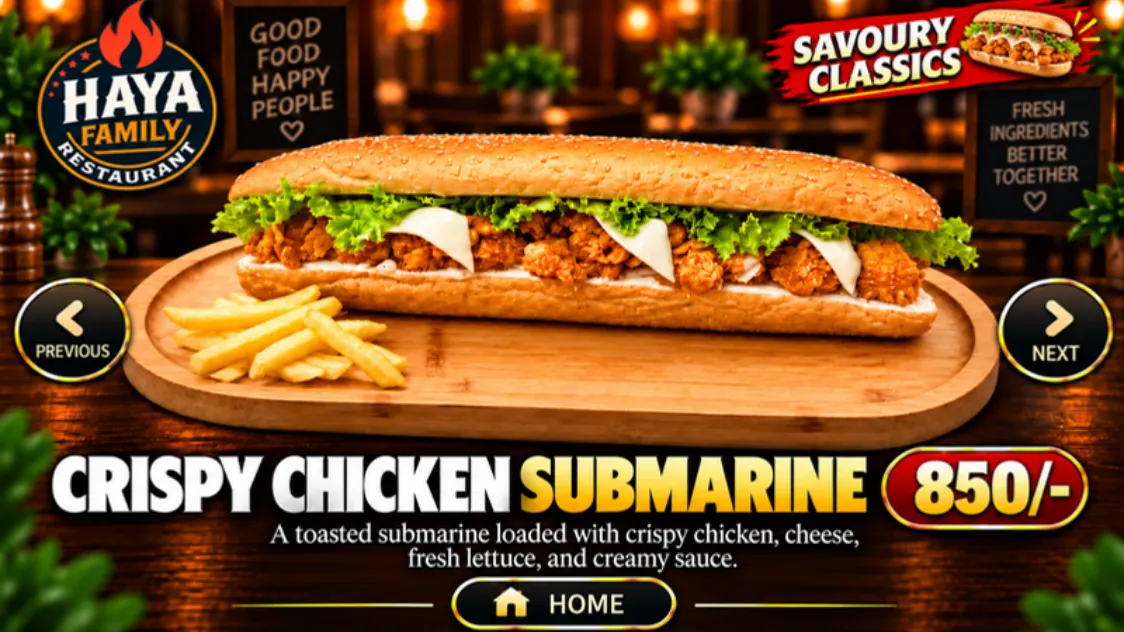 HAYA
FAMILY
RESTAURANT
GOOD
FOOD
HAPPY
PEOPLE
SAVOURY
CLASSICS
FRESH
INGREDIENTS
BETTER
TOGETHER
PREVIOUS
NEXT
CRISPY CHICKEN SUBMARINE
850/-
A toasted submarine loaded with crispy chicken, cheese,
fresh lettuce, and creamy sauce.
HOME